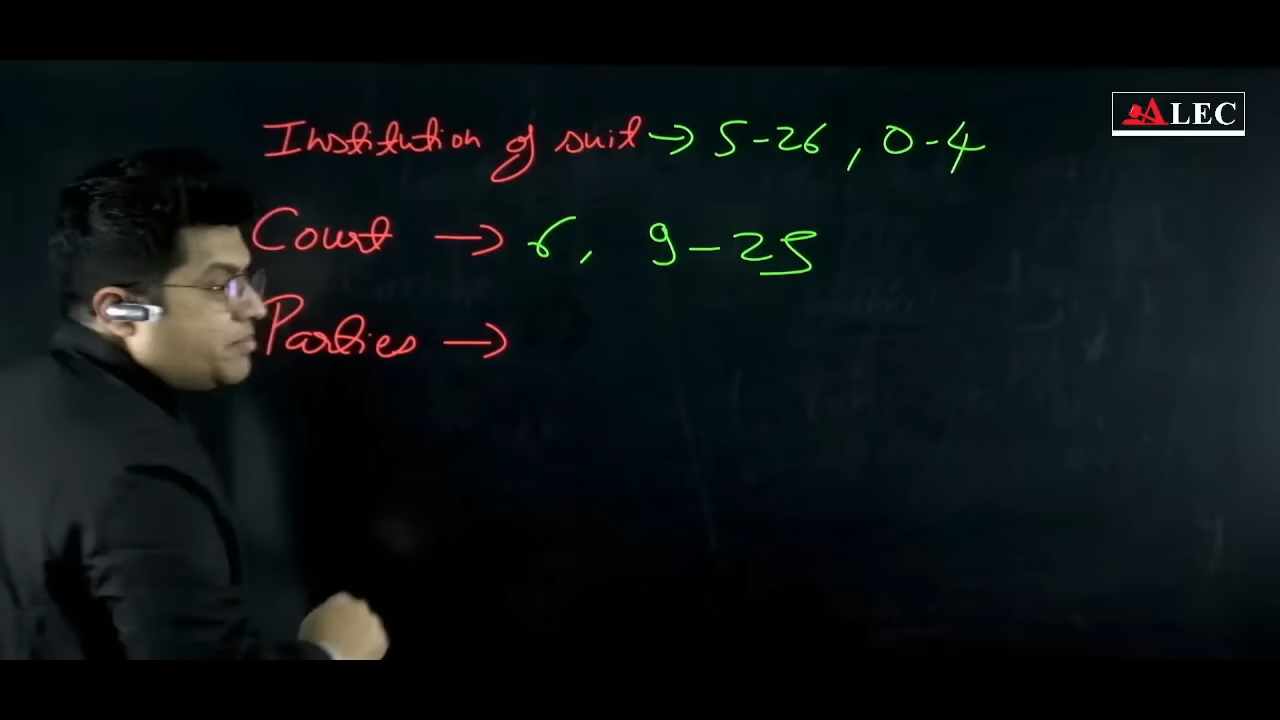 ALEC
Institution of suit → S-26, O-4
Court → 6, 9-25
Parties →